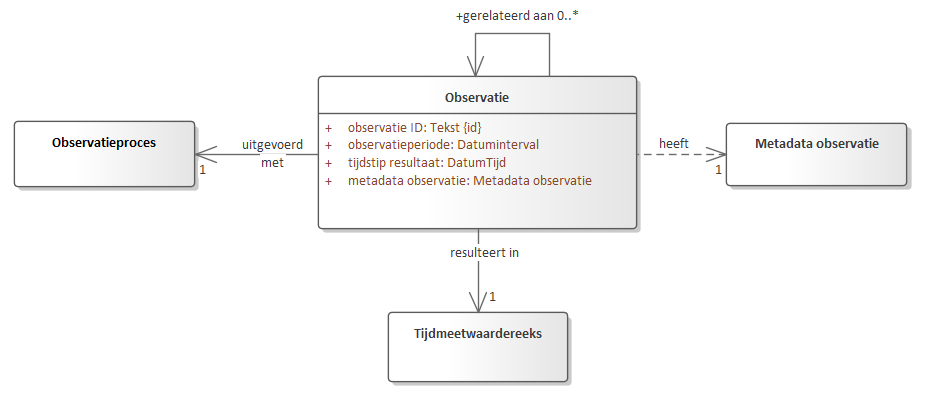 +gerelateerd aan 0..*
Observatie
+ observatie ID: Tekst {id}
+ observatieperiode: Datuminterval
+ tijdstip resultaat: DatumTijd
+ metadata observatie: Metadata observatie
Observatieproces
uitgevoerd
met
1
heeft
1
Metadata observatie
resulteert in
1
Tijdmeetwaardereeks